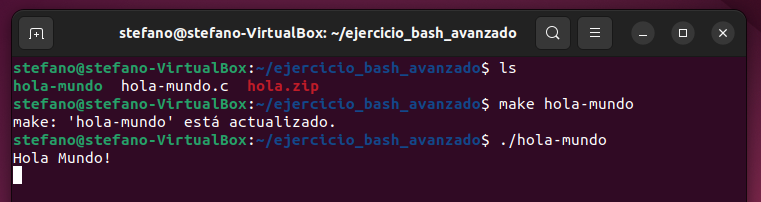 stefano@stefano-VirtualBox: ~/ejercicio_bash_avanzado
stefano@stefano-VirtualBox:~/ejercicio_bash_avanzado$ ls
hola-mundo  hola-mundo.c  hola.zip
stefano@stefano-VirtualBox:~/ejercicio_bash_avanzado$ make hola-mundo
make: 'hola-mundo' está actualizado.
stefano@stefano-VirtualBox:~/ejercicio_bash_avanzado$ ./hola-mundo
Hola Mundo!